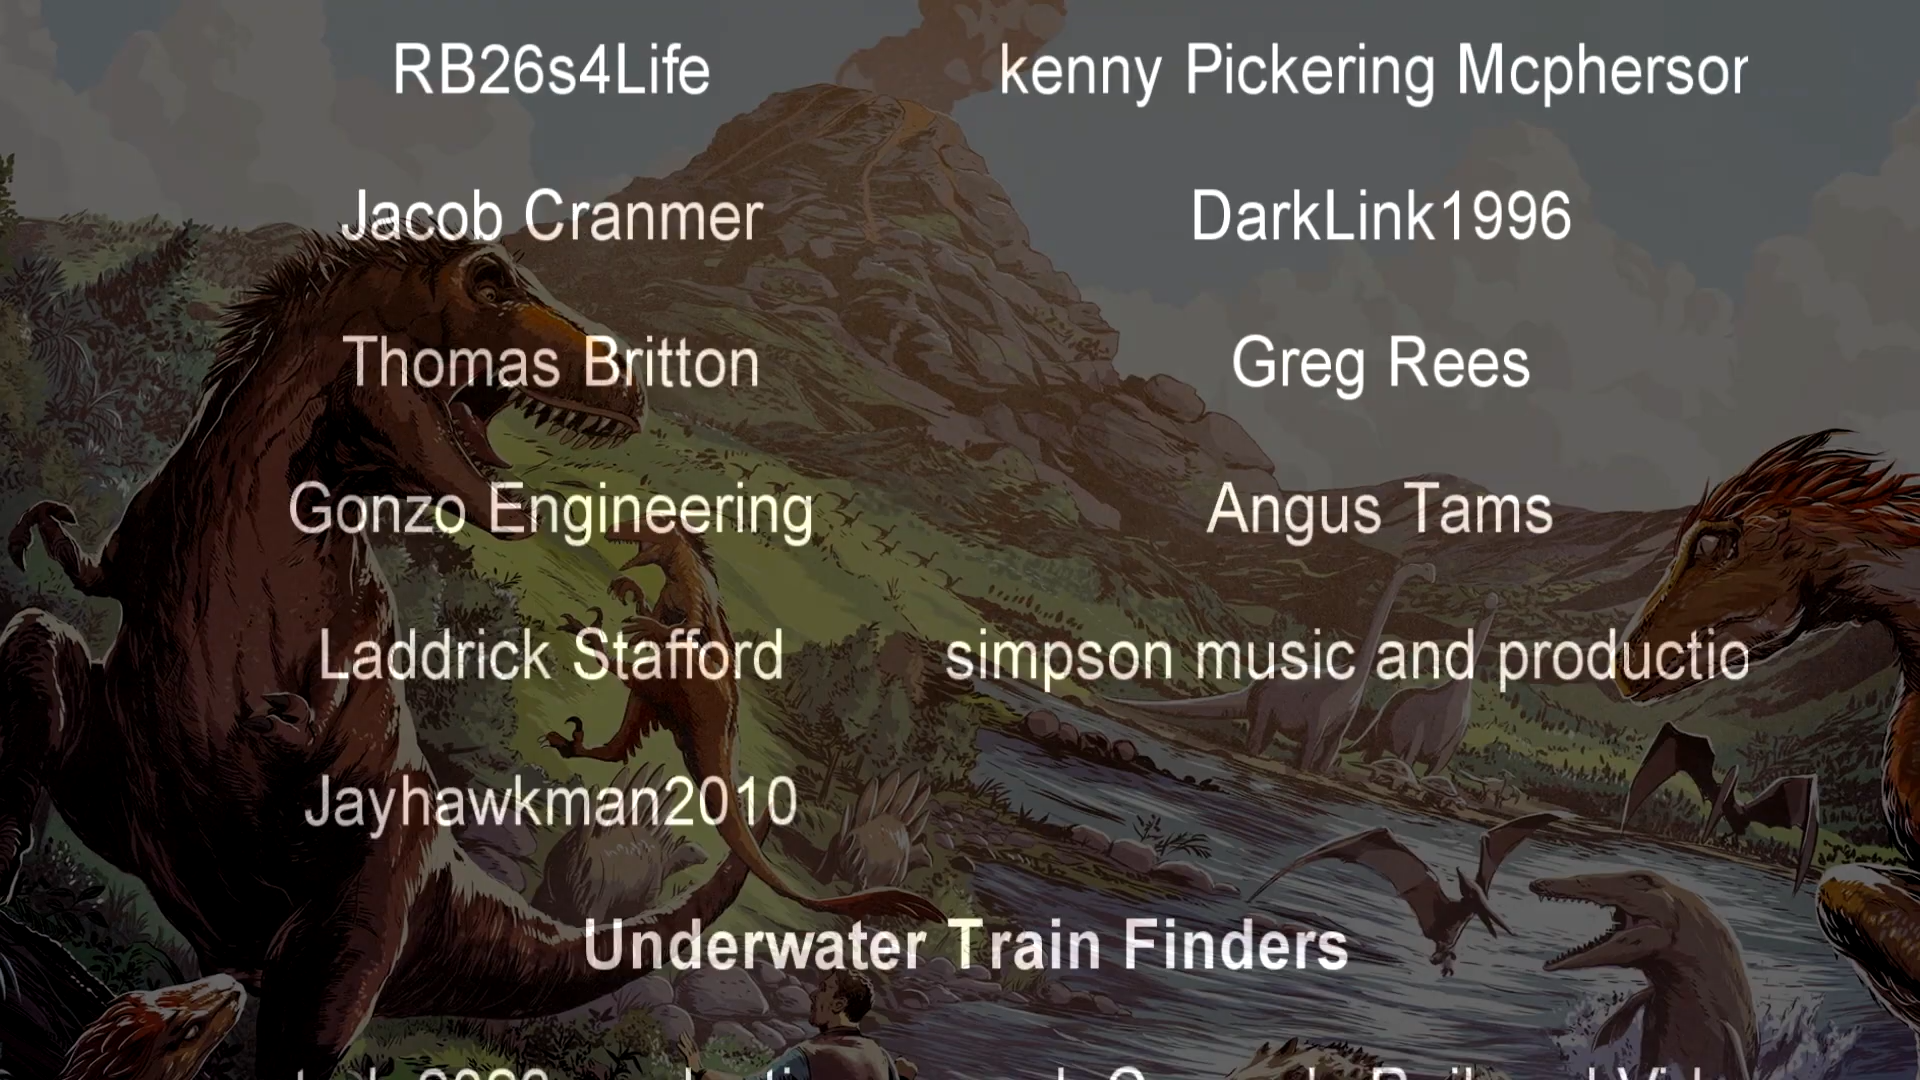 RB26s4Life kenny Pickering Mcpherson
Jacob Cranmer DarkLink1996
Thomas Britton Greg Rees
Gonzo Engineering Angus Tams
Laddrick Stafford simpson music and productio
Jayhawkman2010
Underwater Train Finders